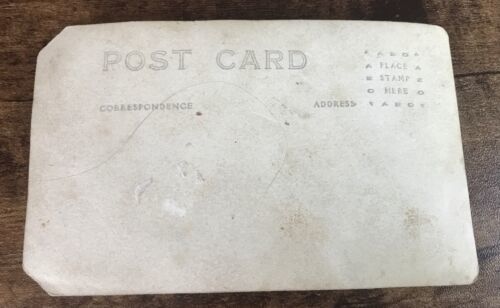 POST CARD
PLACE
STAMP
HERE
CORRESPONDENCE ADDRESS